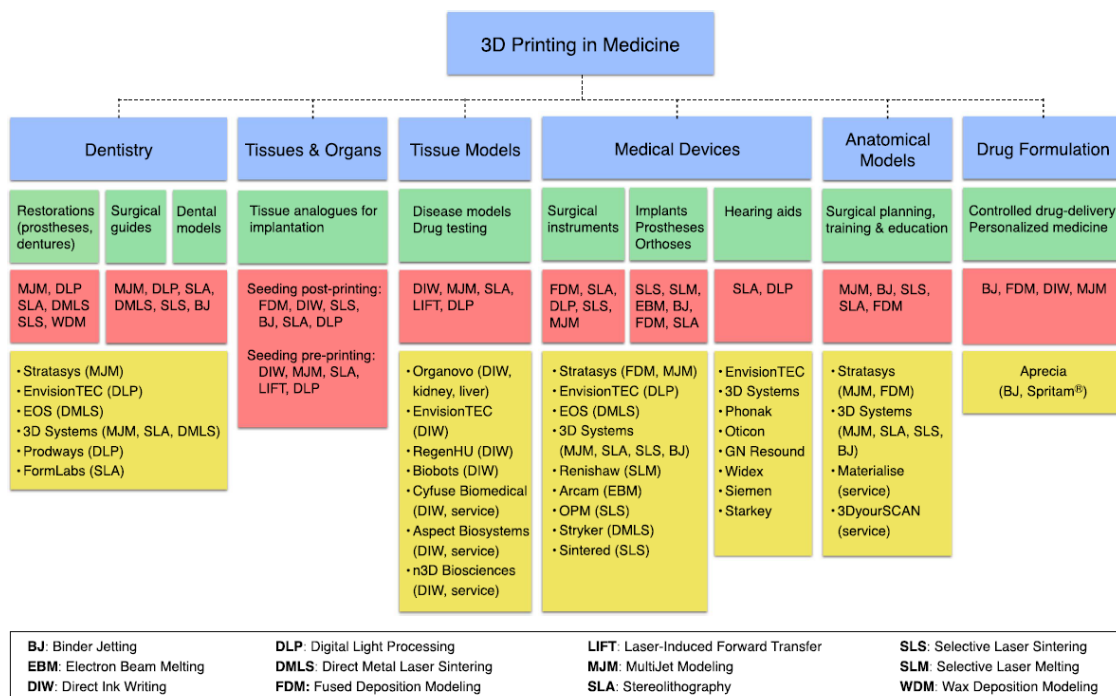 3D Printing in Medicine
Dentistry
Tissues & Organs
Tissue Models
Medical Devices
Anatomical
Models
Drug Formulation
Restorations
(prostheses,
dentures)
Surgical
guides
Dental
models
Tissue analogues for
implantation
Disease models
Drug testing
Surgical
instruments
Implants
Prostheses
Orthoses
Hearing aids
Surgical planning,
training & education
Controlled drug-delivery
Personalized medicine
MJM, DLP
SLA, DMLS
SLS, WDM
MJM, DLP, SLA,
DMLS, SLS, BJ
Seeding post-printing:
FDM, DIW, SLS,
BJ, SLA, DLP
Seeding pre-printing:
DIW, MJM, SLA,
LIFT, DLP
DIW, MJM, SLA,
LIFT, DLP
FDM, SLA,
DLP, SLS,
MJM
SLS, SLM,
EBM, BJ,
FDM, SLA
SLA, DLP
MJM, BJ, SLS,
SLA, FDM
BJ, FDM, DIW, MJM
• Stratasys (MJM)
• EnvisionTEC (DLP)
• EOS (DMLS)
• 3D Systems (MJM, SLA, DMLS)
• Prodways (DLP)
• FormLabs (SLA)
• Organovo (DIW,
kidney, liver)
• EnvisionTEC
(DIW)
• RegenHU (DIW)
• Biobots (DIW)
• Cyfuse Biomedical
(DIW, service)
• Aspect Biosystems
(DIW, service)
• n3D Biosciences
(DIW, service)
• Stratasys (FDM, MJM)
• EnvisionTEC (DLP)
• EOS (DMLS)
• 3D Systems
(MJM, SLA, SLS, BJ)
• Renishaw (SLM)
• Arcam (EBM)
• OPM (SLS)
• Stryker (DMLS)
• Sintered (SLS)
• EnvisionTEC
• 3D Systems
• Phonak
• Oticon
• GN Resound
• Widex
• Siemen
• Starkey
• Stratasys
(MJM, FDM)
• 3D Systems
(MJM, SLA, SLS,
BJ)
• Materialise
(service)
• 3DyourSCAN
(service)
Aprecia
(BJ, Spritam®)
BJ: Binder Jetting
EBM: Electron Beam Melting
DIW: Direct Ink Writing
DLP: Digital Light Processing
DMLS: Direct Metal Laser Sintering
FDM: Fused Deposition Modeling
LIFT: Laser-Induced Forward Transfer
MJM: MultiJet Modeling
SLA: Stereolithography
SLS: Selective Laser Sintering
SLM: Selective Laser Melting
WDM: Wax Deposition Modeling